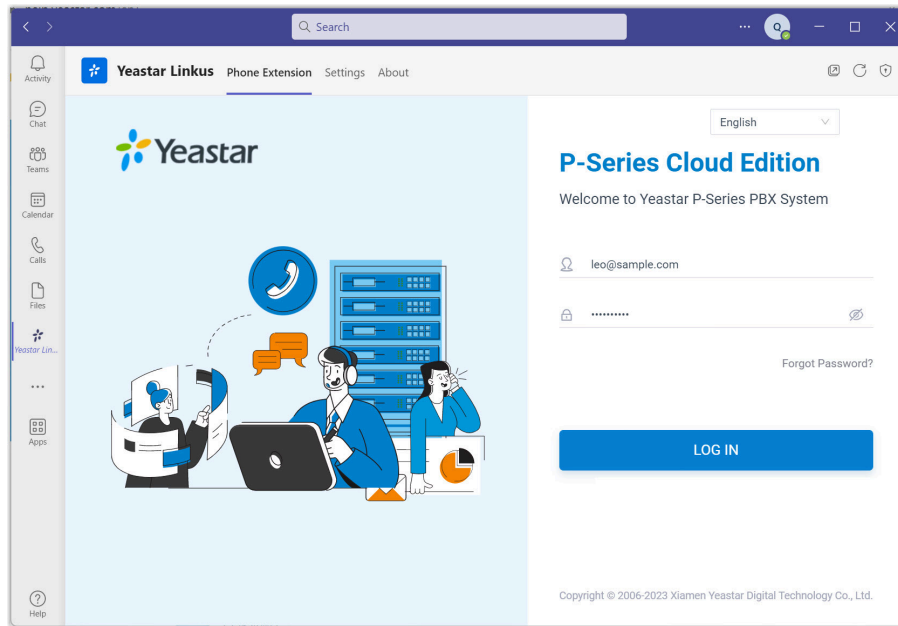 Search
Q
Activity
Chat
Teams
Calendar
Calls
Files
Yeastar Lin...
Apps
Help
Yeastar Linkus Phone Extension Settings About
Yeastar
English
P-Series Cloud Edition
Welcome to Yeastar P-Series PBX System
leo@sample.com
••••••••••
Forgot Password?
LOG IN
Copyright © 2006-2023 Xiamen Yeastar Digital Technology Co., Ltd.